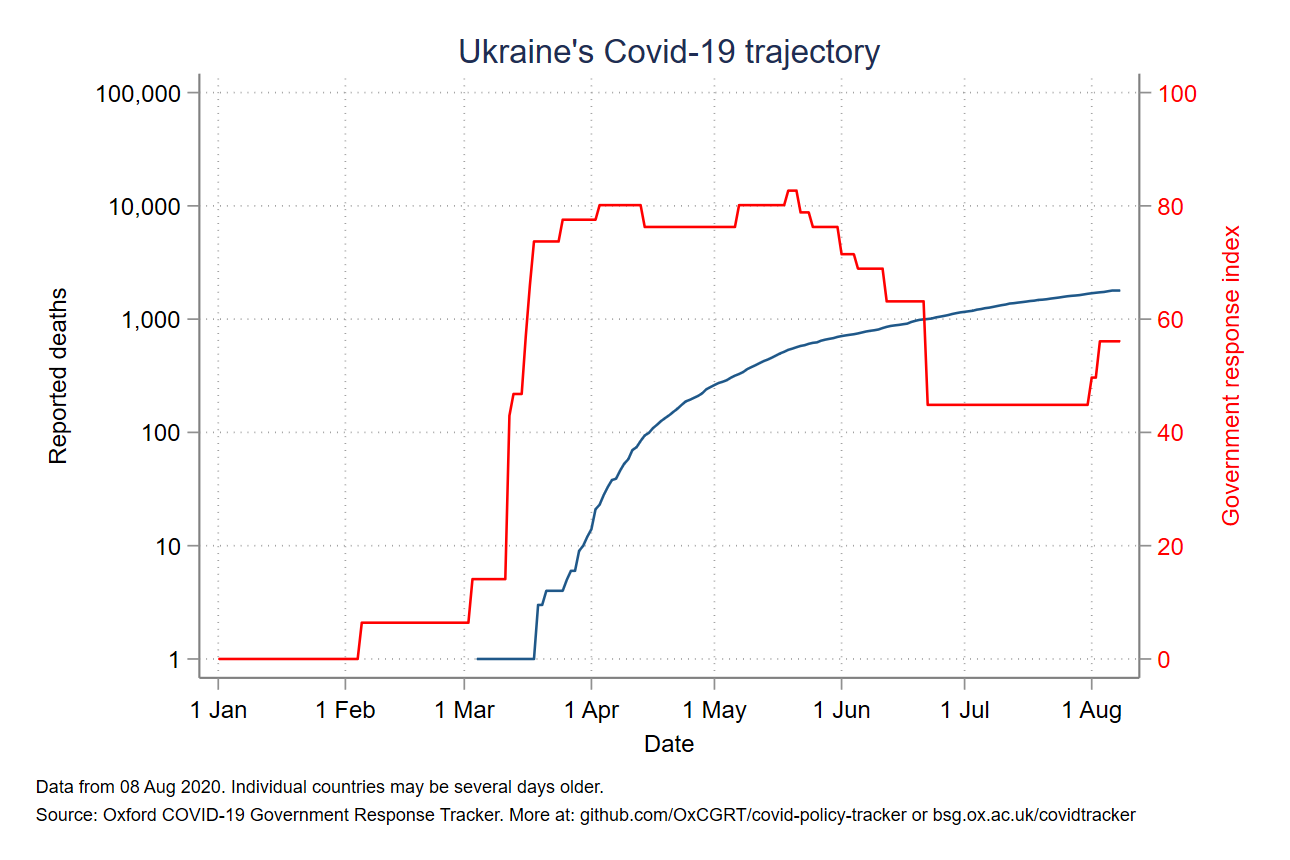 Ukraine's Covid-19 trajectory
100,000
10,000
1,000
100
10
1
Reported deaths
100
80
60
40
20
0
Government response index
1 Jan 1 Feb 1 Mar 1 Apr 1 May 1 Jun 1 Jul 1 Aug
Date
Data from 08 Aug 2020. Individual countries may be several days older.
Source: Oxford COVID-19 Government Response Tracker. More at: github.com/OxCGRT/covid-policy-tracker or bsg.ox.ac.uk/covidtracker